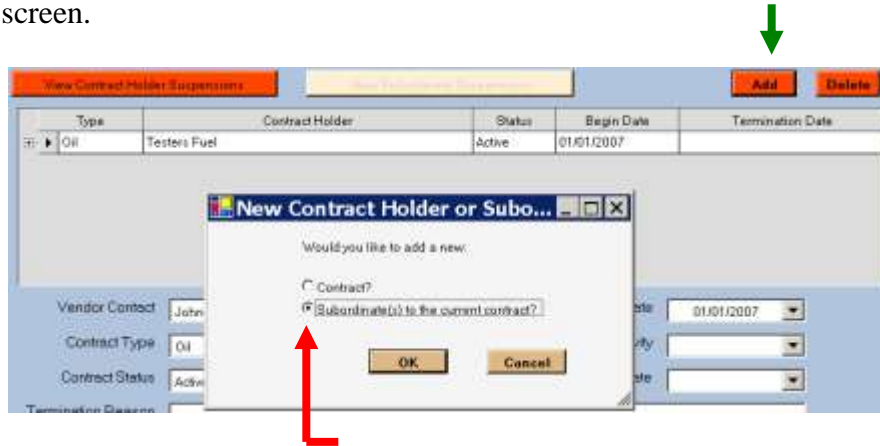 screen.
View Contract Holder Suspensions
Add
Delete
Type Contract Holder Status Begin Date Termination Date
Oil Testers Fuel Active 01/01/2007
New Contract Holder or Subo...
Would you like to add a new:
Contract?
Subordinate(s) to the current contract?
OK Cancel
Vendor Contact John 01/01/2007
Contract Type Oil
Contract Status Active
Termination Reason